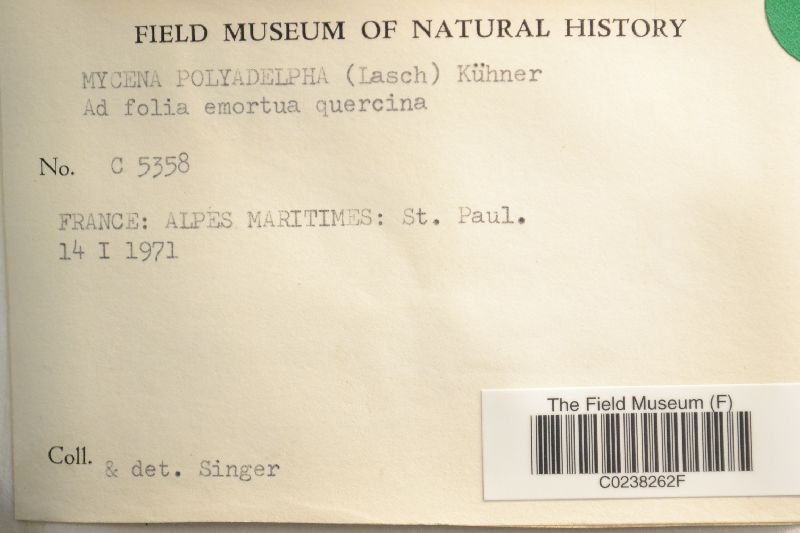 FIELD MUSEUM OF NATURAL HISTORY
MYCENA POLYADELPHA (Lasch) Kühner
Ad folia emortua quercina
No. C 5358
FRANCE: ALPES MARITIMES: St. Paul.
14 I 1971
Coll. & det. Singer
The Field Museum (F)
C0238262F